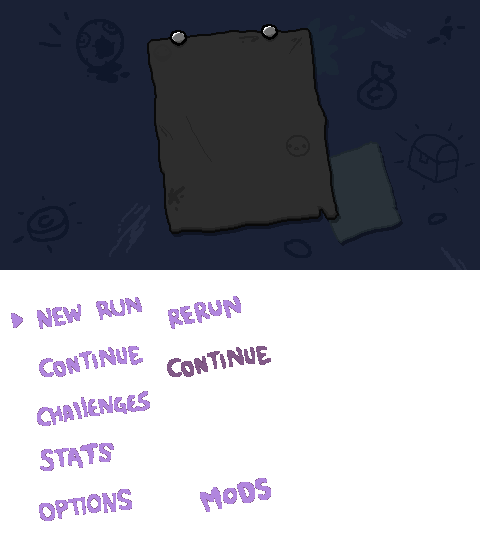 NEW RUN RERUN
CONTINUE CONTINUE
CHALLENGES
STATS
OPTIONS MODS